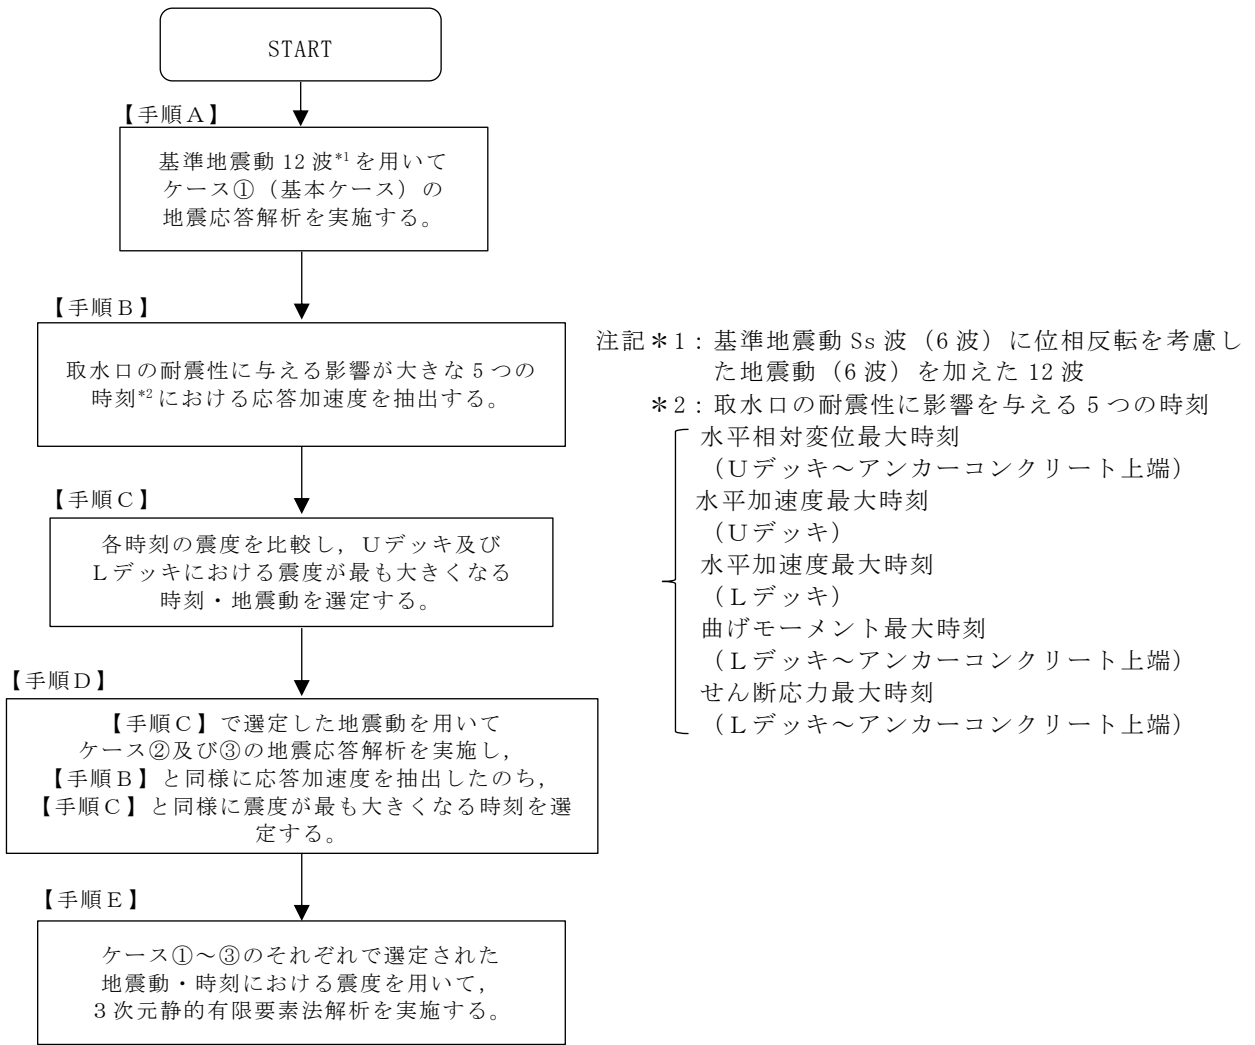 START
【手順A】
基準地震動 12 波*1を用いて
ケース①（基本ケース）の
地震応答解析を実施する。
【手順B】
取水口の耐震性に与える影響が大きな 5 つの
時刻*2における応答加速度を抽出する。
【手順C】
各時刻の震度を比較し，Uデッキ及び
Lデッキにおける震度が最も大きくなる
時刻・地震動を選定する。
【手順D】
【手順C】で選定した地震動を用いて
ケース②及び③の地震応答解析を実施し，
【手順B】と同様に応答加速度を抽出したのち，
【手順C】と同様に震度が最も大きくなる時刻を選
定する。
【手順E】
ケース①～③のそれぞれで選定された
地震動・時刻における震度を用いて，
３次元静的有限要素法解析を実施する。
注記＊1：基準地震動 Ss 波（6 波）に位相反転を考慮し
た地震動（6 波）を加えた 12 波
＊2：取水口の耐震性に影響を与える 5 つの時刻
水平相対変位最大時刻
（Uデッキ～アンカーコンクリート上端）
水平加速度最大時刻
（Uデッキ）
水平加速度最大時刻
（Lデッキ）
曲げモーメント最大時刻
（Lデッキ～アンカーコンクリート上端）
せん断応力最大時刻
（Lデッキ～アンカーコンクリート上端）